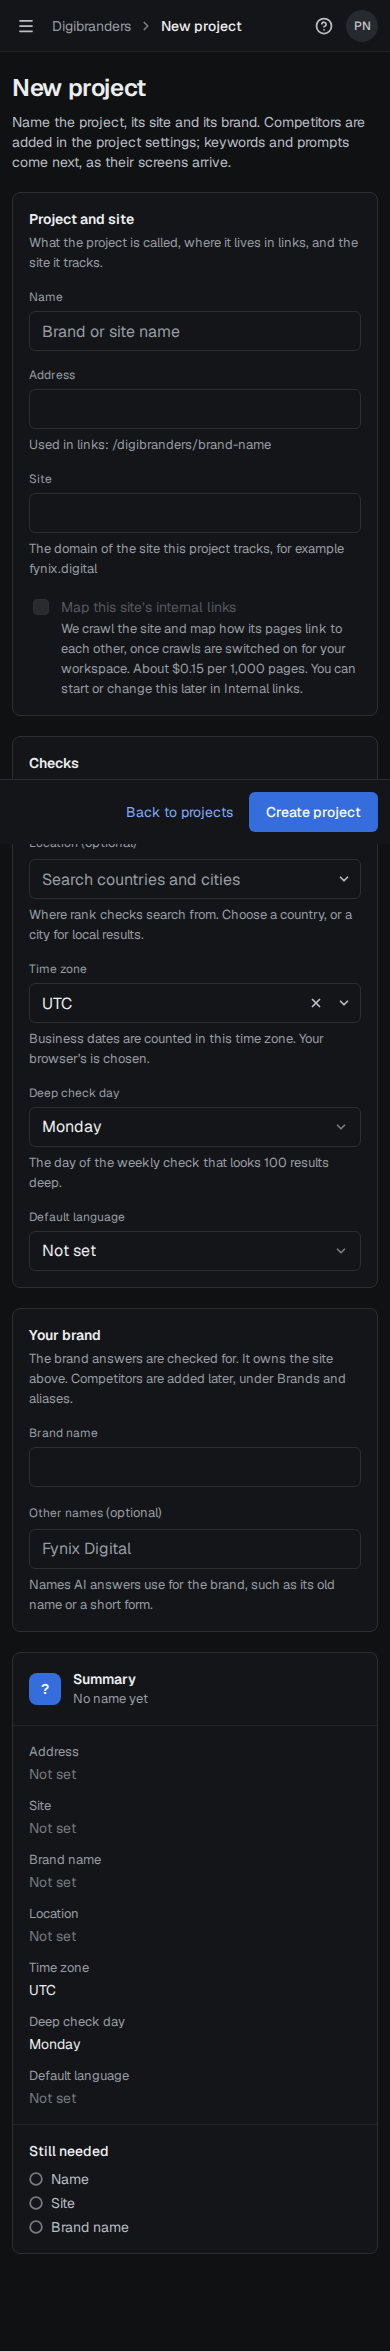 Digibranders > New project
PN
New project
Name the project, its site and its brand. Competitors are
added in the project settings; keywords and prompts
come next, as their screens arrive.
Project and site
What the project is called, where it lives in links, and the
site it tracks.
Name
Brand or site name
Address
Used in links: /digibranders/brand-name
Site
The domain of the site this project tracks, for example
fynix.digital
Map this site's internal links
We crawl the site and map how its pages link to
each other, once crawls are switched on for your
workspace. About $0.15 per 1,000 pages. You can
start or change this later in Internal links.
Checks
Back to projects
Create project
Location (optional)
Search countries and cities
Where rank checks search from. Choose a country, or a
city for local results.
Time zone
UTC
Business dates are counted in this time zone. Your
browser's is chosen.
Deep check day
Monday
The day of the weekly check that looks 100 results
deep.
Default language
Not set
Your brand
The brand answers are checked for. It owns the site
above. Competitors are added later, under Brands and
aliases.
Brand name
Other names (optional)
Fynix Digital
Names AI answers use for the brand, such as its old
name or a short form.
?
Summary
No name yet
Address
Not set
Site
Not set
Brand name
Not set
Location
Not set
Time zone
UTC
Deep check day
Monday
Default language
Not set
Still needed
Name
Site
Brand name